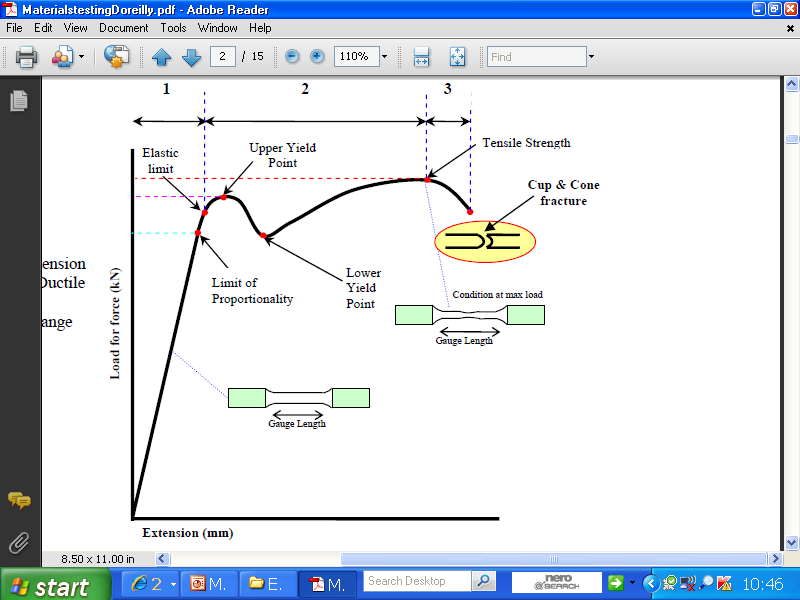 MaterialstestingDoreilly.pdf - Adobe Reader
File Edit View Document Tools Window Help
2 / 15 110% Find
1 2 3
Tensile Strength
Upper Yield
Point
Elastic
limit
Cup & Cone
fracture
ension
Ductile
ange
Limit of
Proportionality
Lower
Yield
Point
Condition at max load
Gauge Length
Load for force (kN)
Gauge Length
Extension (mm)
8.50 x 11.00 in
start 2 M. E. M. Search Desktop nero 10:46
@SEARCH